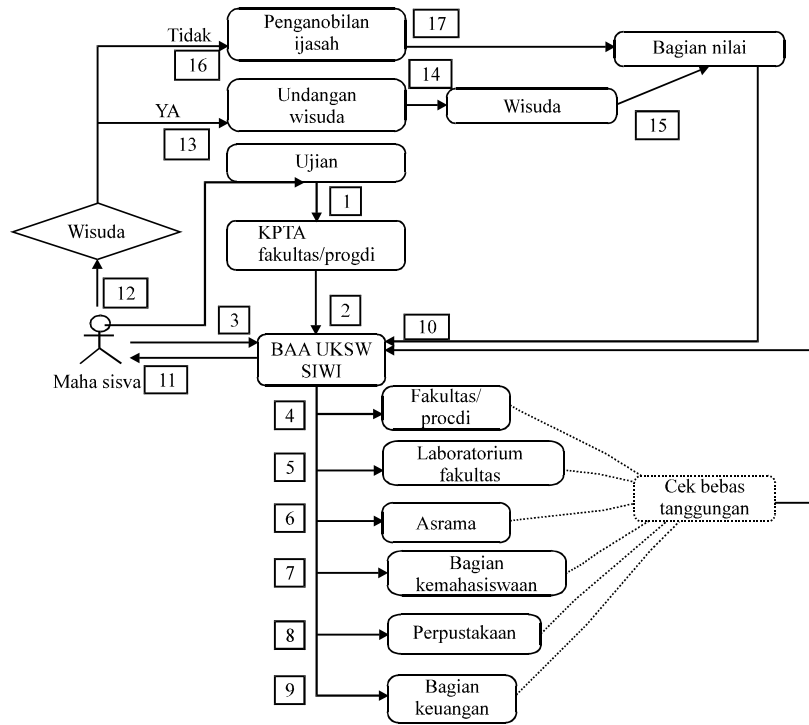 Penganobilan
ijasah
17
Tidak
16
Bagian nilai
Undangan
wisuda
14
Wisuda
15
YA
13
Ujian
1
Wisuda
KPTA
fakultas/progdi
12
2
3
10
BAA UKSW
SIWI
Maha sisva
11
4
Fakultas/
procdi
5
Laboratorium
fakultas
Cek bebas
tanggungan
6
Asrama
7
Bagian
kemahasiswaan
8
Perpustakaan
9
Bagian
keuangan